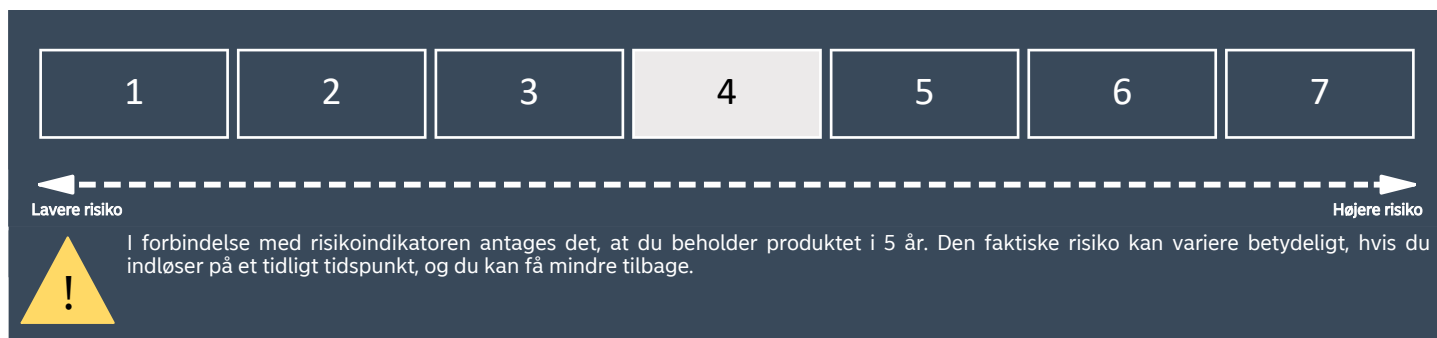 1 2 3 4 5 6 7
Lavere risiko Højere risiko
I forbindelse med risikoindikatoren antages det, at du beholder produktet i 5 år. Den faktiske risiko kan variere betydeligt, hvis du
indløser på et tidligt tidspunkt, og du kan få mindre tilbage.
!